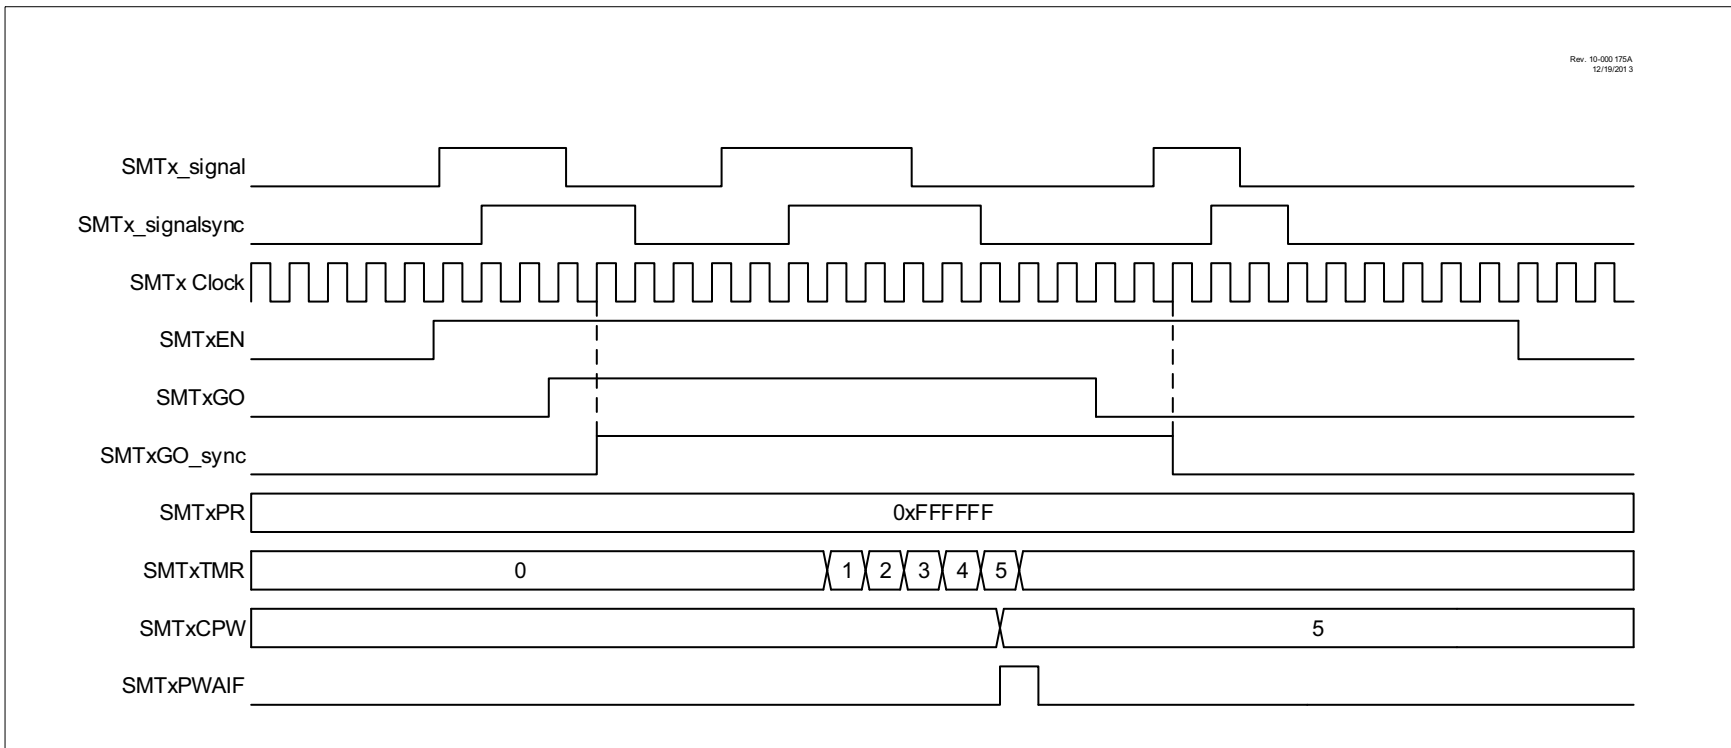 Rev. 10-000 175A
12/19/201 3
SMTx_signal
SMTx_signalsync
SMTx Clock
SMTxEN
SMTxGO
SMTxGO_sync
SMTxPR 0xFFFFFF
SMTxTMR 0 1 2 3 4 5
SMTxCPW 5
SMTxPWAIF